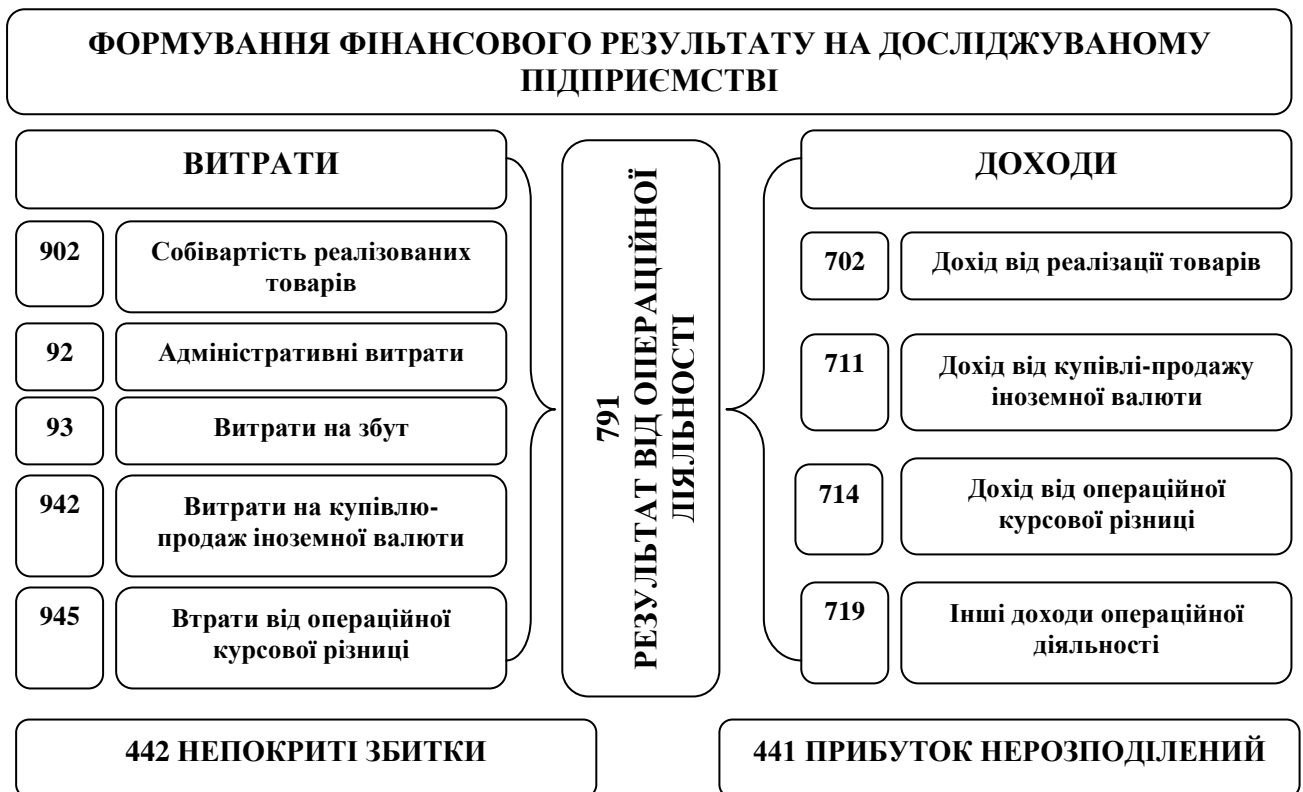 ФОРМУВАННЯ ФІНАНСОВОГО РЕЗУЛЬТАТУ НА ДОСЛІДЖУВАНОМУ
ПІДПРИЄМСТВІ
ВИТРАТИ
902
Собівартість реалізованих
товарів
92
Адміністративні витрати
93
Витрати на збут
942
Витрати на купівлю-
продаж іноземної валюти
945
Втрати від операційної
курсової різниці
791
РЕЗУЛЬТАТ ВІД ОПЕРАЦІЙНОЇ
ДІЯЛЬНОСТІ
ДОХОДИ
702
Дохід від реалізації товарів
711
Дохід від купівлі-продажу
іноземної валюти
714
Дохід від операційної
курсової різниці
719
Інші доходи операційної
діяльності
442 НЕПОКРИТІ ЗБИТКИ
441 ПРИБУТОК НЕРОЗПОДІЛЕНИЙ